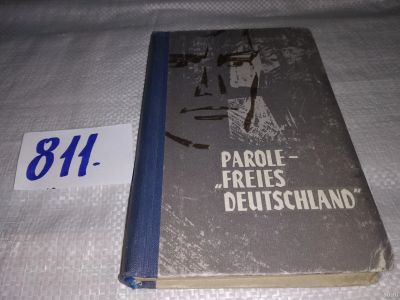 811.
PAROLE–
„FREIES
DEUTSCHLAND"